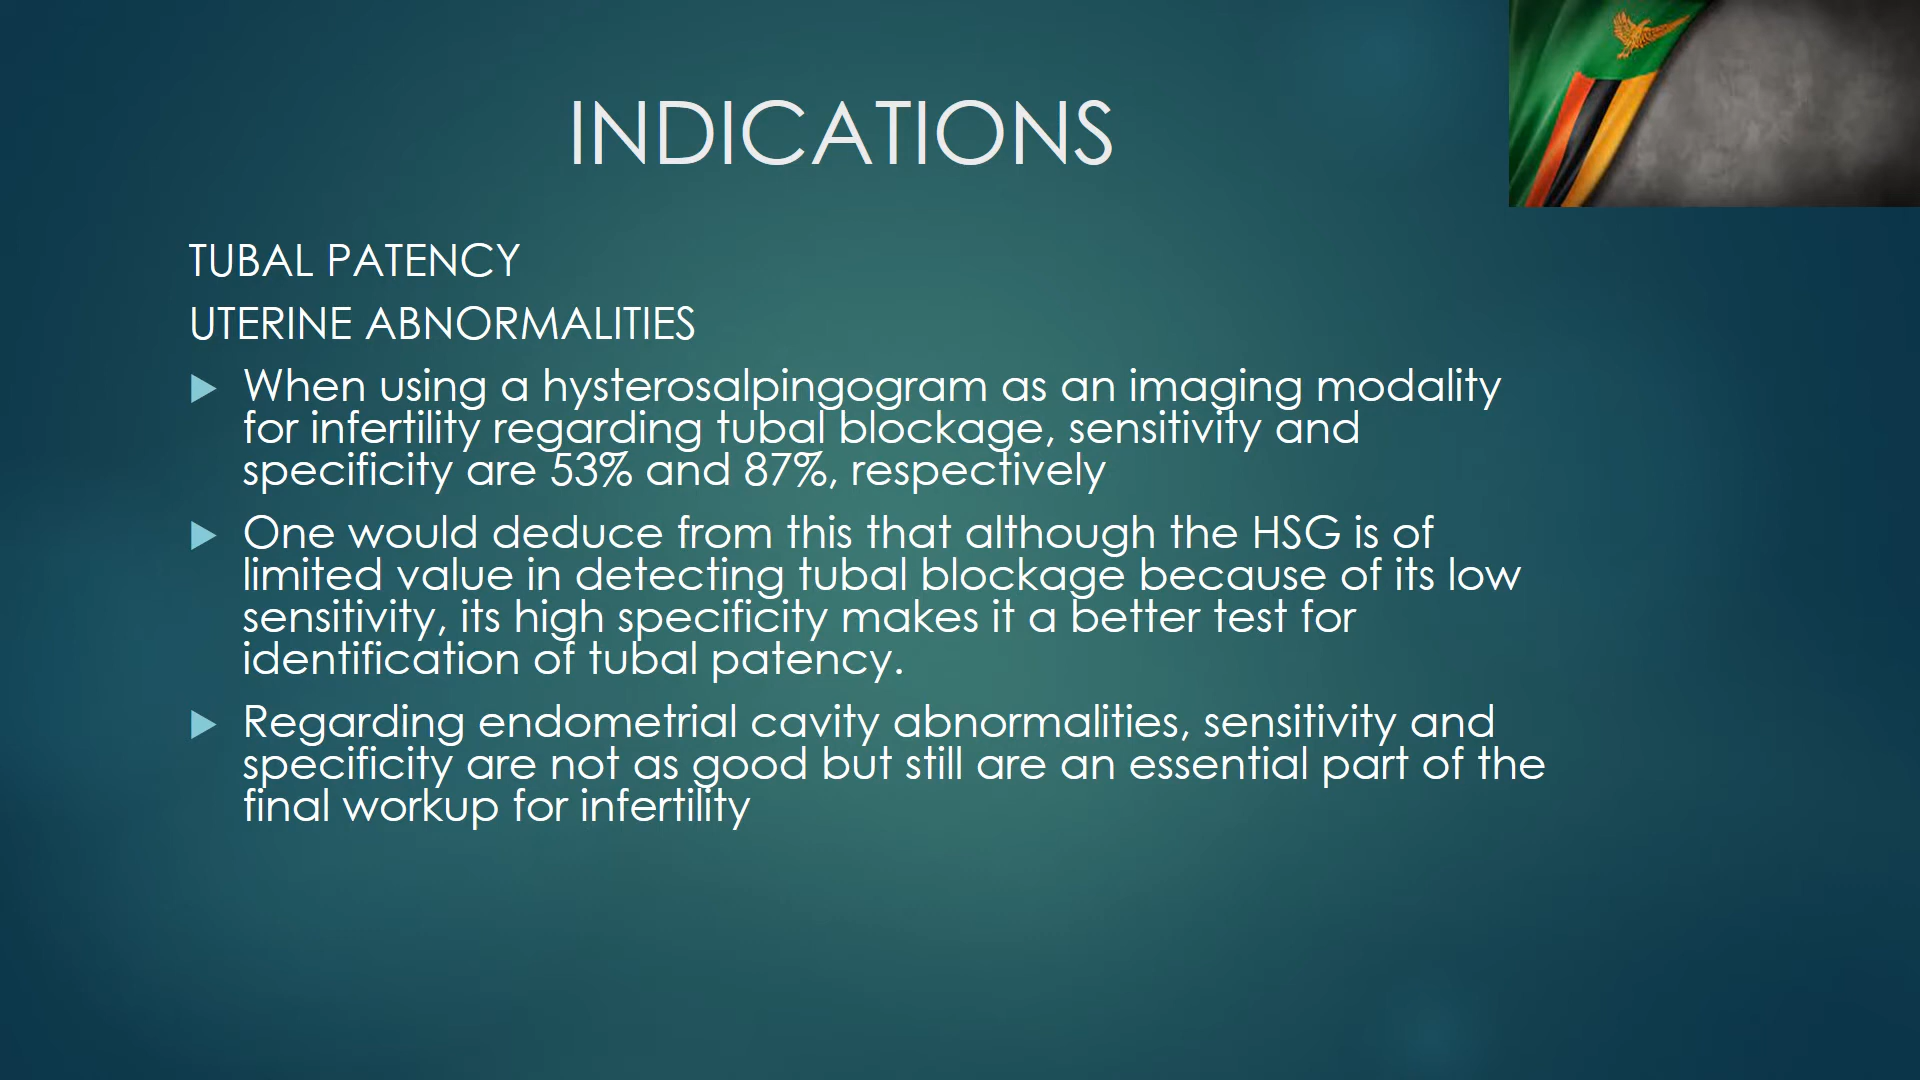 INDICATIONS
TUBAL PATENCY
UTERINE ABNORMALITIES
When using a hysterosalpingogram as an imaging modality
for infertility regarding tubal blockage, sensitivity and
specificity are 53% and 87%, respectively
One would deduce from this that although the HSG is of
limited value in detecting tubal blockage because of its low
sensitivity, its high specificity makes it a better test for
identification of tubal patency.
Regarding endometrial cavity abnormalities, sensitivity and
specificity are not as good but still are an essential part of the
final workup for infertility